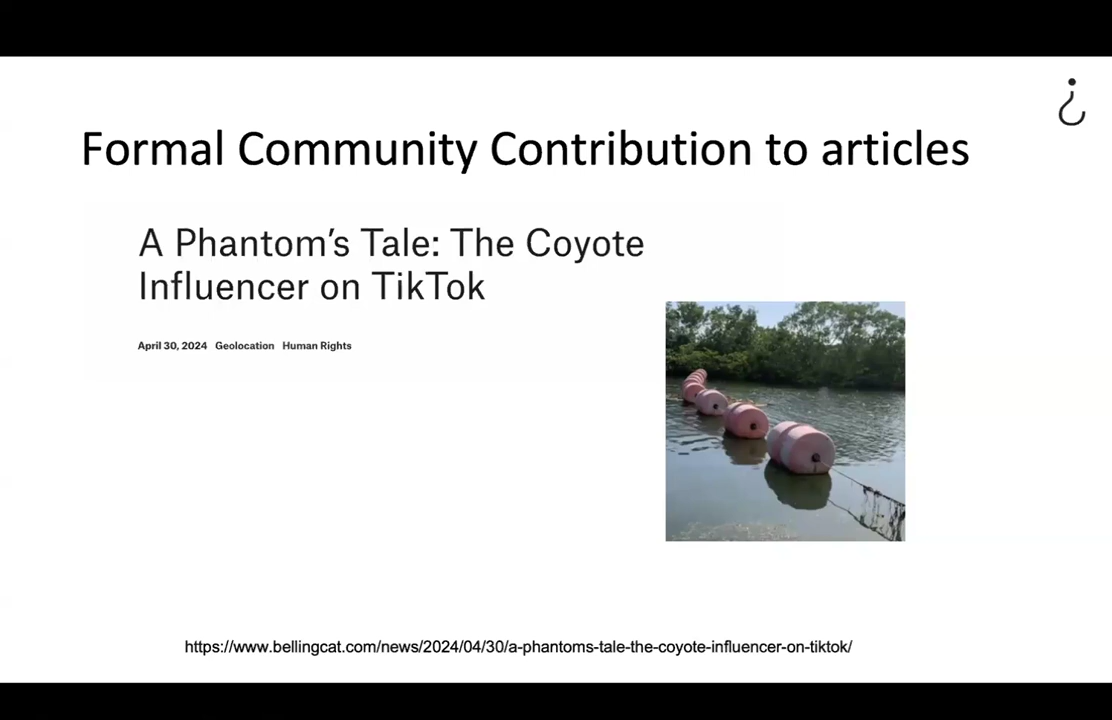 Formal Community Contribution to articles
A Phantom's Tale: The Coyote
Influencer on TikTok
April 30, 2024 Geolocation Human Rights
https://www.bellingcat.com/news/2024/04/30/a-phantoms-tale-the-coyote-influencer-on-tiktok/